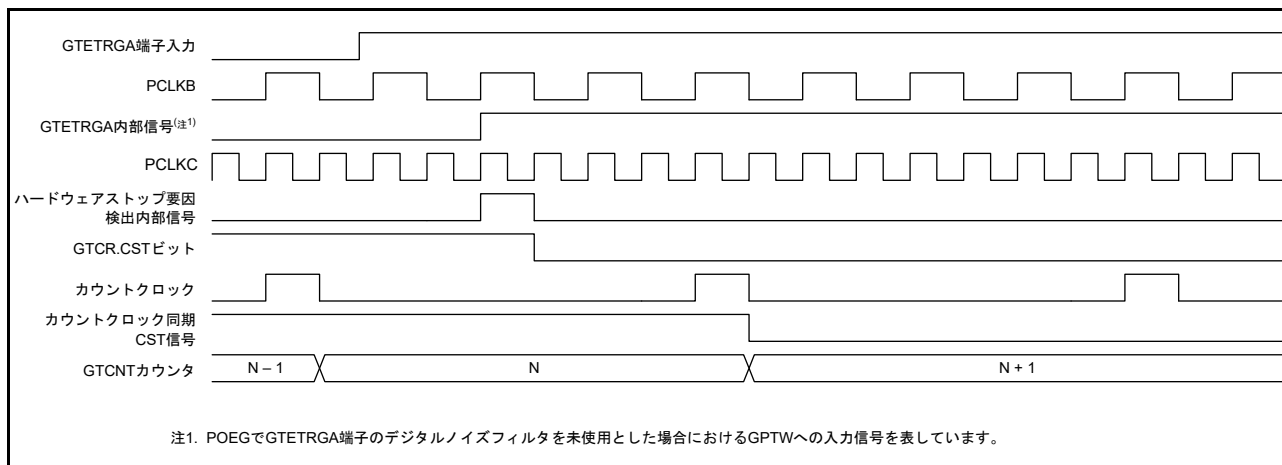 GTETRGA端子入力
PCLKB
GTETRGA内部信号(注1)
PCLKC
ハードウェアストップ要因
検出内部信号
GTCR.CSTビット
カウントクロック
カウントクロック同期
CST信号
GTCNTカウンタ N – 1 N N + 1
注1. POEGでGTETRGA端子のデジタルノイズフィルタを未使用とした場合におけるGPTWへの入力信号を表しています。